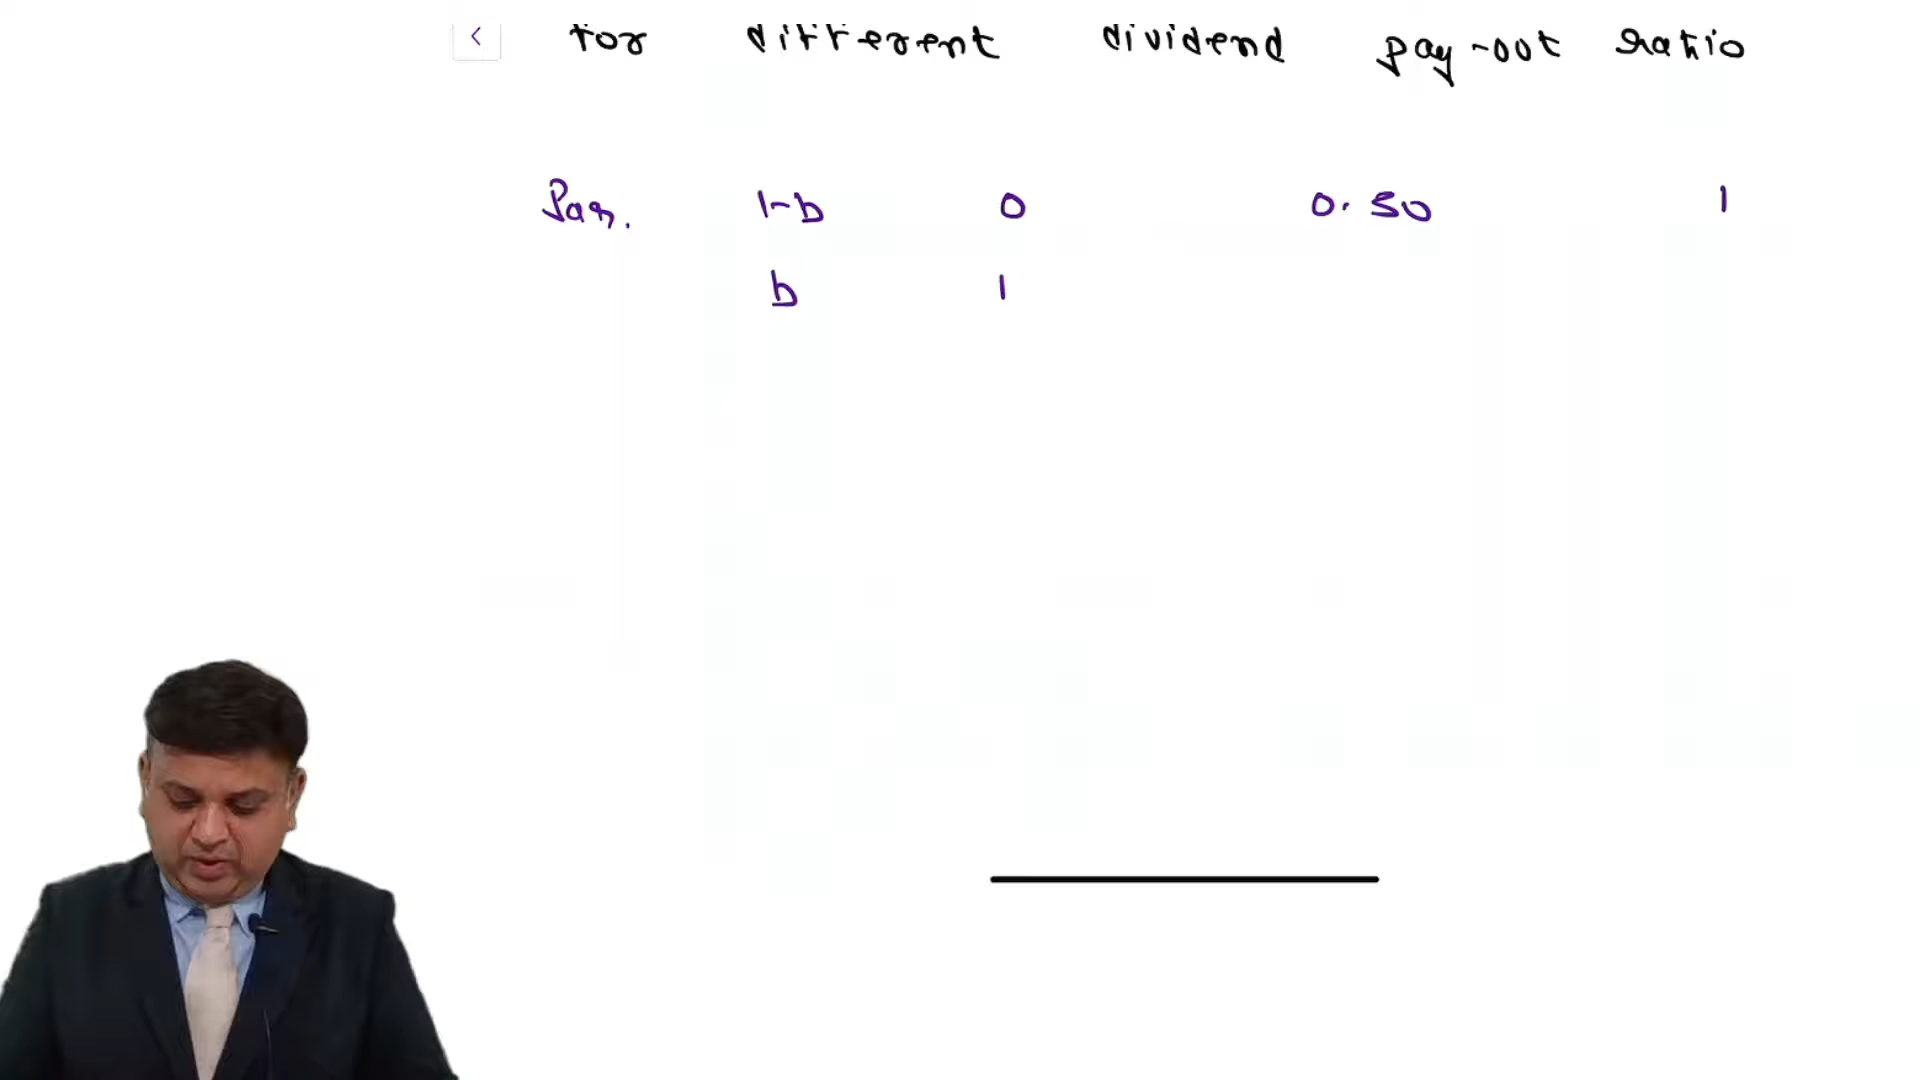 for different dividend pay-out ratio
Par. 1-b 0 0.50 1
b 1